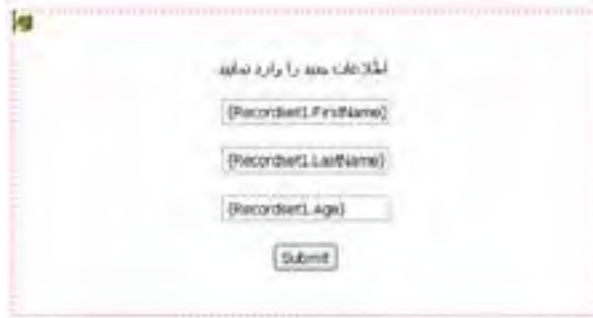 اطلاعات جدید را وارد نمایید
{Recordset1.FirstName}
{Recordset1.LastName}
{Recordset1.Age}
Submit